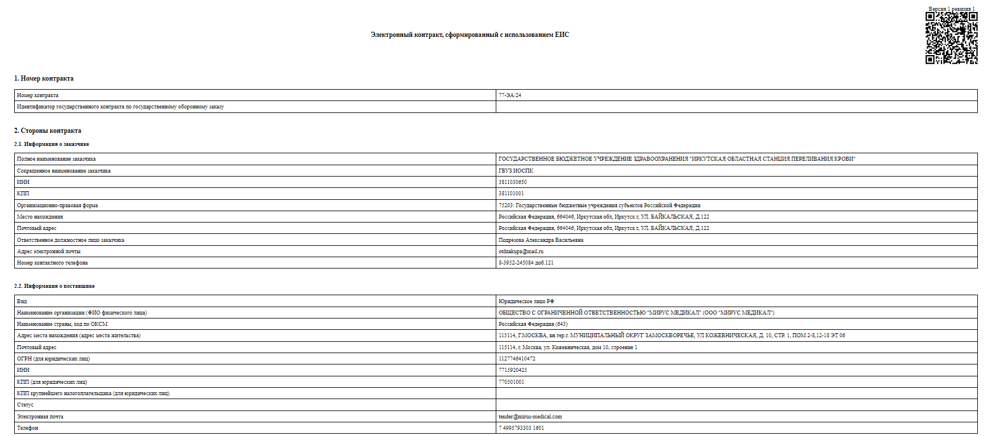 Версия 1 ревизия 1
Электронный контракт, сформированный с использованием ЕИС
1. Номер контракта
Номер контракта 77-ЭА/24
Идентификатор государственного контракта по государственному оборонному заказу
2. Стороны контракта
2.1. Информация о заказчике
Полное наименование заказчика ГОСУДАРСТВЕННОЕ БЮДЖЕТНОЕ УЧРЕЖДЕНИЕ ЗДРАВООХРАНЕНИЯ "ИРКУТСКАЯ ОБЛАСТНАЯ СТАНЦИЯ ПЕРЕЛИВАНИЯ КРОВИ"
Сокращенное наименование заказчика ГБУЗ ИОСПК
ИНН 3811030650
КПП 381101001
Организационно-правовая форма 75203: Государственные бюджетные учреждения субъектов Российской Федерации
Место нахождения Российская Федерация, 664046, Иркутская обл, Иркутск г, УЛ. БАЙКАЛЬСКАЯ, Д.122
Почтовый адрес Российская Федерация, 664046, Иркутская обл, Иркутск г, УЛ. БАЙКАЛЬСКАЯ, Д.122
Ответственное должностное лицо заказчика Подрезова Александра Васильевна
Адрес электронной почты otdzakupa@mail.ru
Номер контактного телефона 8-3952-245084 доб.121
2.2. Информация о поставщике
Вид Юридическое лицо РФ
Наименование организации (ФИО физического лица) ОБЩЕСТВО С ОГРАНИЧЕННОЙ ОТВЕТСТВЕННОСТЬЮ "МИРУС МЕДИКАЛ" (ООО "МИРУС МЕДИКАЛ")
Наименование страны, код по ОКСМ Российская Федерация (643)
Адрес места нахождения (адрес места жительства) 115114, Г.МОСКВА, вн.тер.г. МУНИЦИПАЛЬНЫЙ ОКРУГ ЗАМОСКВОРЕЧЬЕ, УЛ КОЖЕВНИЧЕСКАЯ, Д. 10, СТР. 1, ПОМ 2-8,12-18 ЭТ 06
Почтовый адрес 115114, г. Москва, ул. Кожевническая, дом 10, строение 1
ОГРН (для юридических лиц) 1127746410472
ИНН 7715920425
КПП (для юридических лиц) 770501001
КПП крупнейшего налогоплательщика (для юридических лиц)
Статус
Электронная почта tender@mirus-medical.com
Телефон 7 4995793303 1601